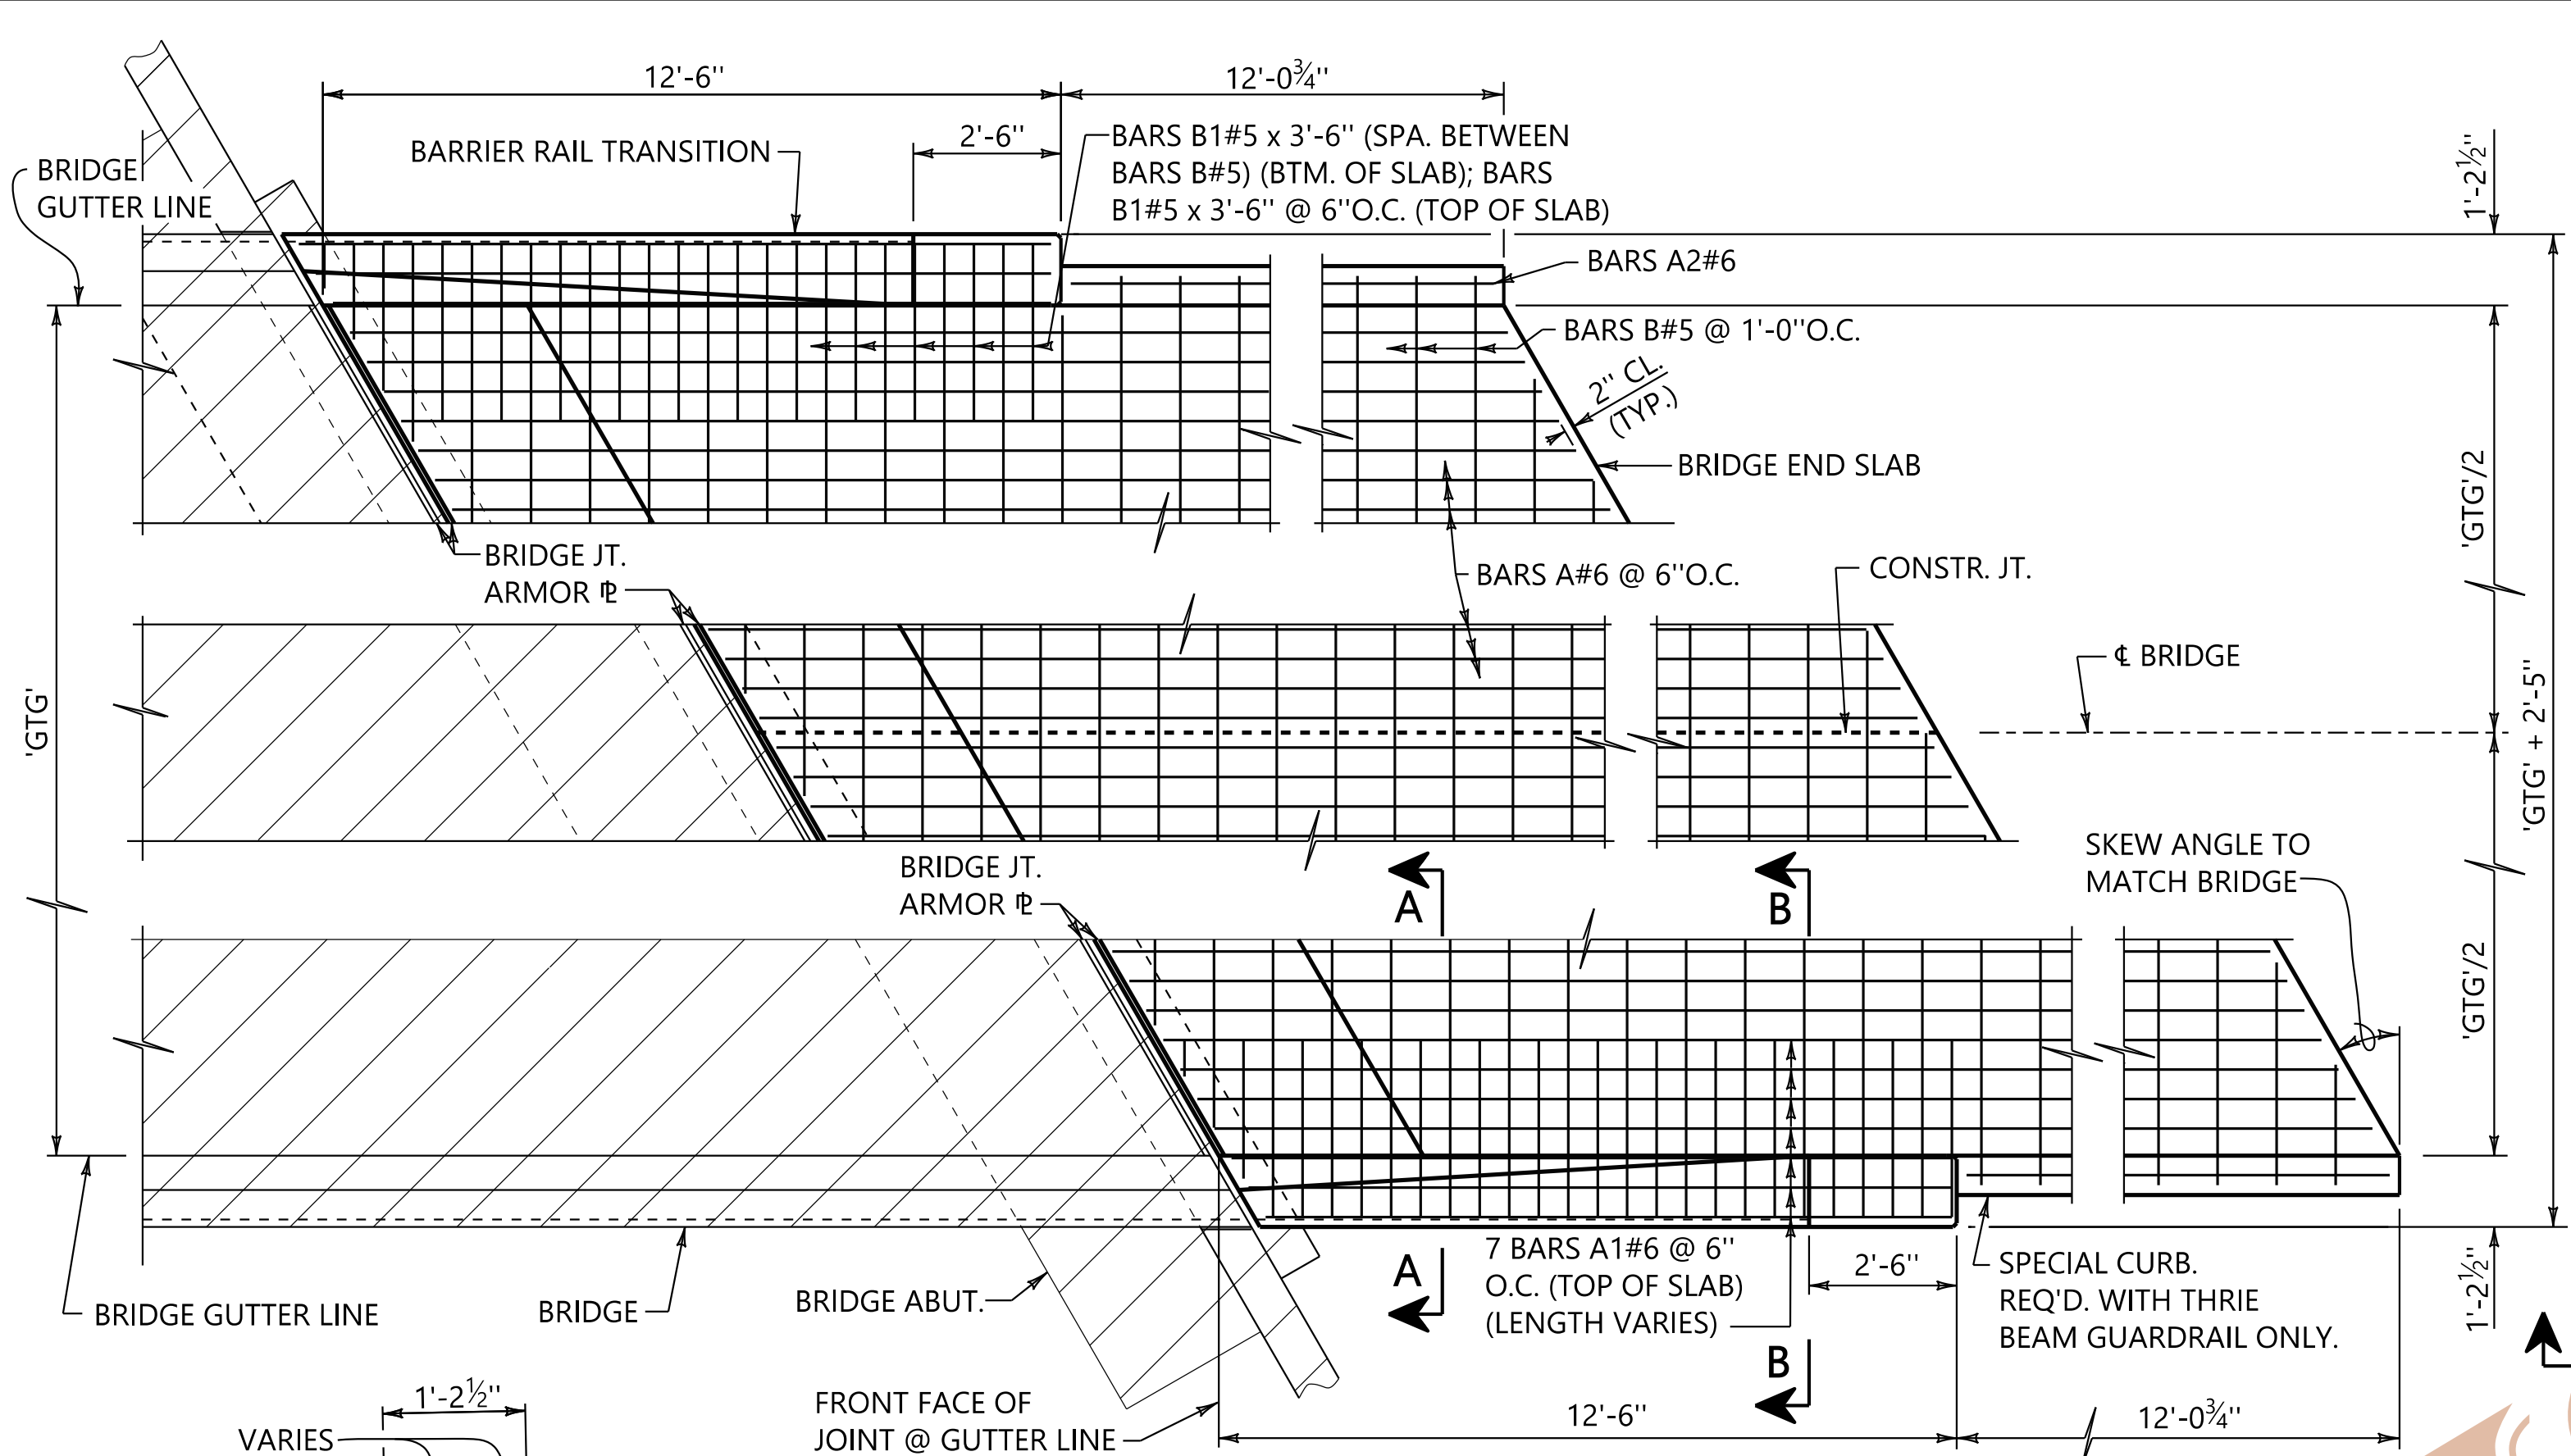 12'-6"
12'-0¾"
2'-6"
BARRIER RAIL TRANSITION
BARS B1#5 x 3'-6" (SPA. BETWEEN
BARS B#5) (BTM. OF SLAB); BARS
B1#5 x 3'-6" @ 6"O.C. (TOP OF SLAB)
1'-2½"
BRIDGE
GUTTER LINE
BARS A2#6
BARS B#5 @ 1'-0"O.C.
2" CL.
(TYP.)
BRIDGE END SLAB
'GTG'/2
BRIDGE JT.
ARMOR ⅊
BARS A#6 @ 6"O.C.
CONSTR. JT.
℄ BRIDGE
'GTG'
'GTG' + 2'-5"
SKEW ANGLE TO
MATCH BRIDGE
BRIDGE JT.
ARMOR ⅊
A
B
'GTG'/2
7 BARS A1#6 @ 6"
O.C. (TOP OF SLAB)
(LENGTH VARIES)
A
B
2'-6"
SPECIAL CURB.
REQ'D. WITH THRIE
BEAM GUARDRAIL ONLY.
1'-2½"
BRIDGE GUTTER LINE
BRIDGE
BRIDGE ABUT.
1'-2½"
VARIES
FRONT FACE OF
JOINT @ GUTTER LINE
12'-6"
12'-0¾"